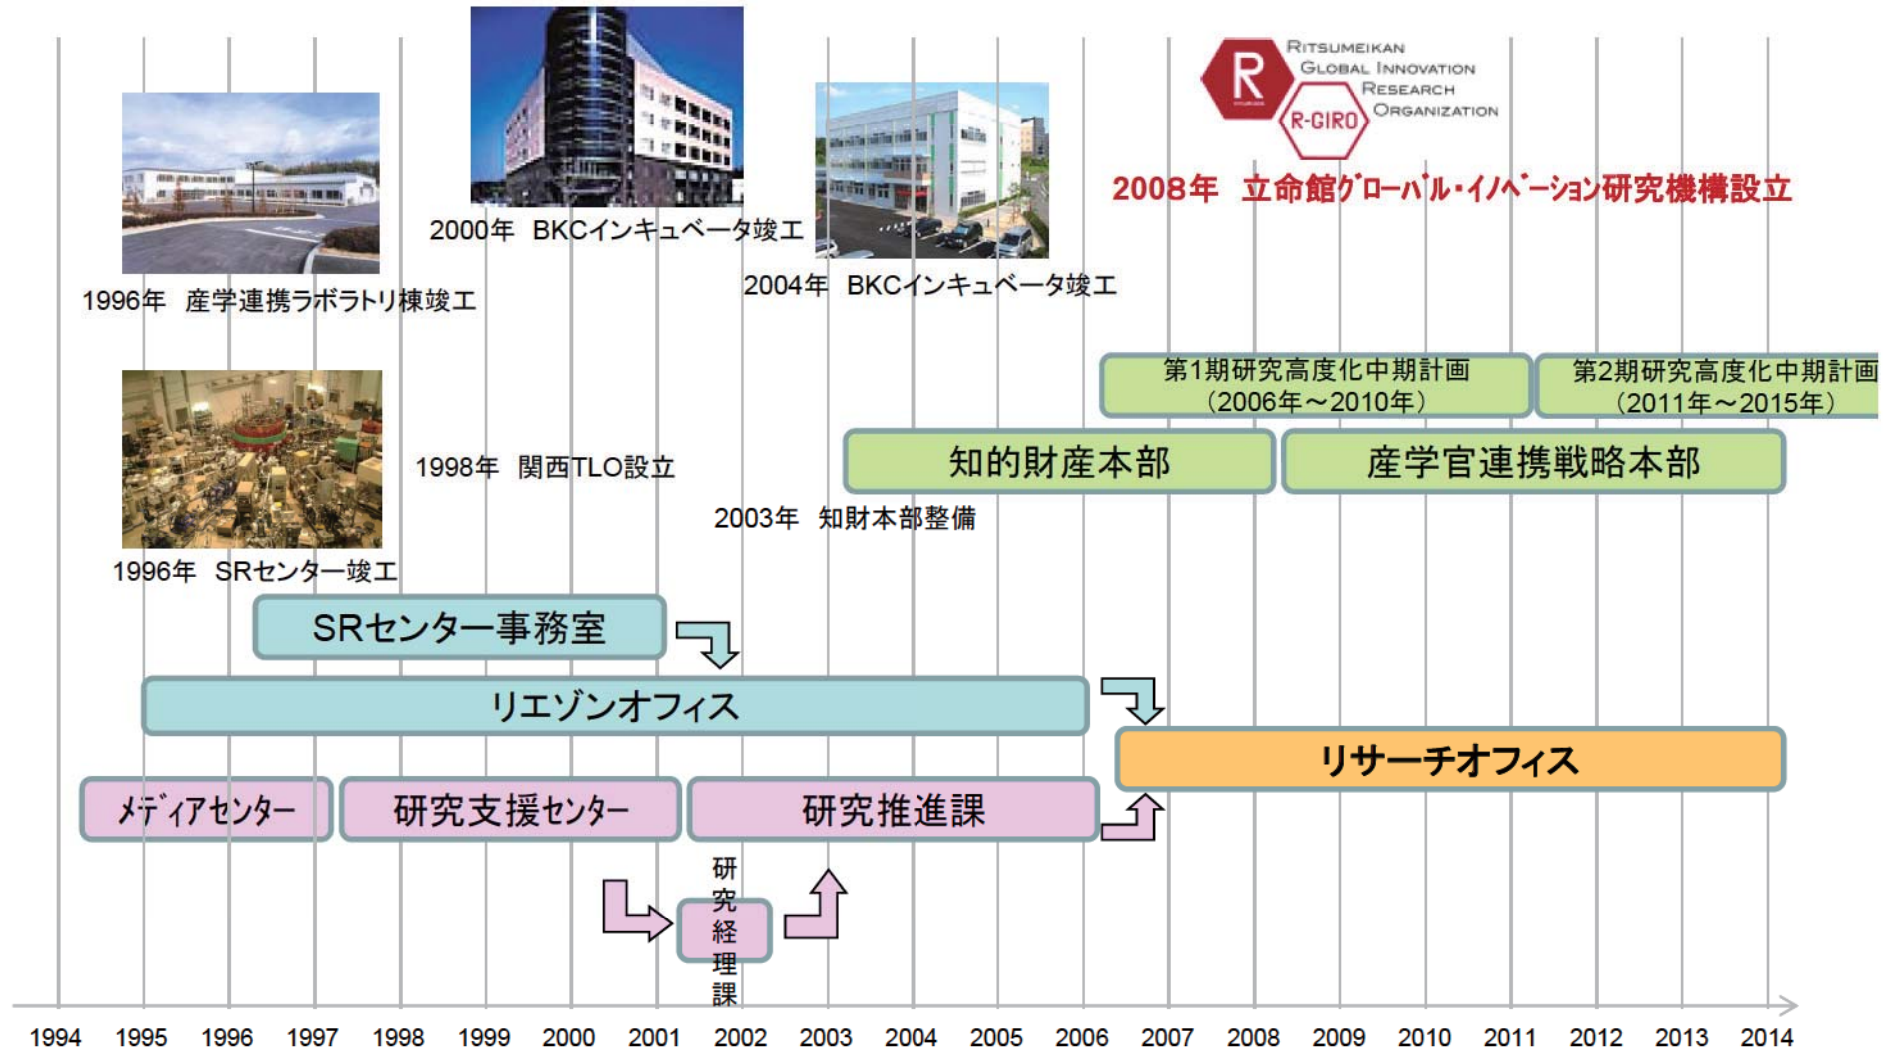 RITSUMEIKAN
GLOBAL INNOVATION
RESEARCH
ORGANIZATION
R
R-GIRO
2008年 立命館グローバル・イノベーション研究機構設立
2000年 BKCインキュベータ竣工
2004年 BKCインキュベータ竣工
1996年 産学連携ラボラトリ棟竣工
第1期研究高度化中期計画
(2006年～2010年)
第2期研究高度化中期計画
(2011年～2015年)
知的財産本部
産学官連携戦略本部
1998年 関西TLO設立
2003年 知財本部整備
1996年 SRセンター竣工
SRセンター事務室
リエゾンオフィス
リサーチオフィス
メディアセンター
研究支援センター
研究推進課
研
究
経
理
課
1994 1995 1996 1997 1998 1999 2000 2001 2002 2003 2004 2005 2006 2007 2008 2009 2010 2011 2012 2013 2014